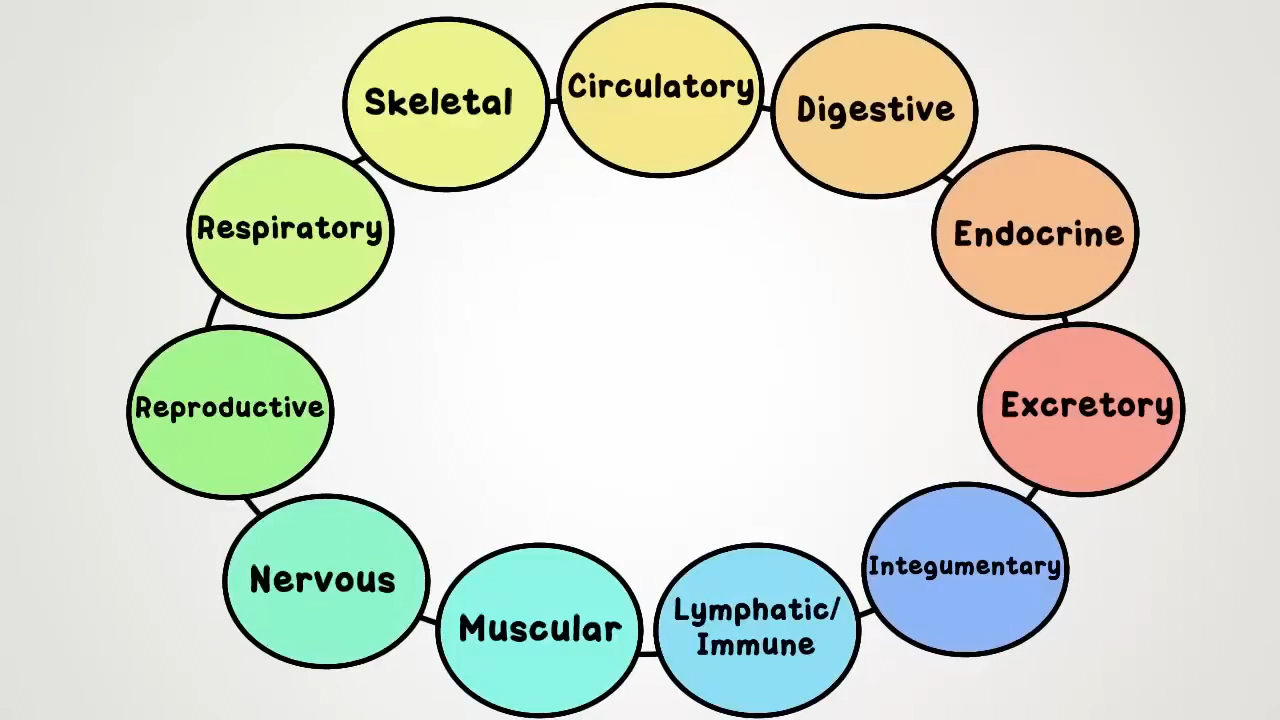 Circulatory
Digestive
Endocrine
Excretory
Integumentary
Lymphatic/
Immune
Muscular
Nervous
Reproductive
Respiratory
Skeletal